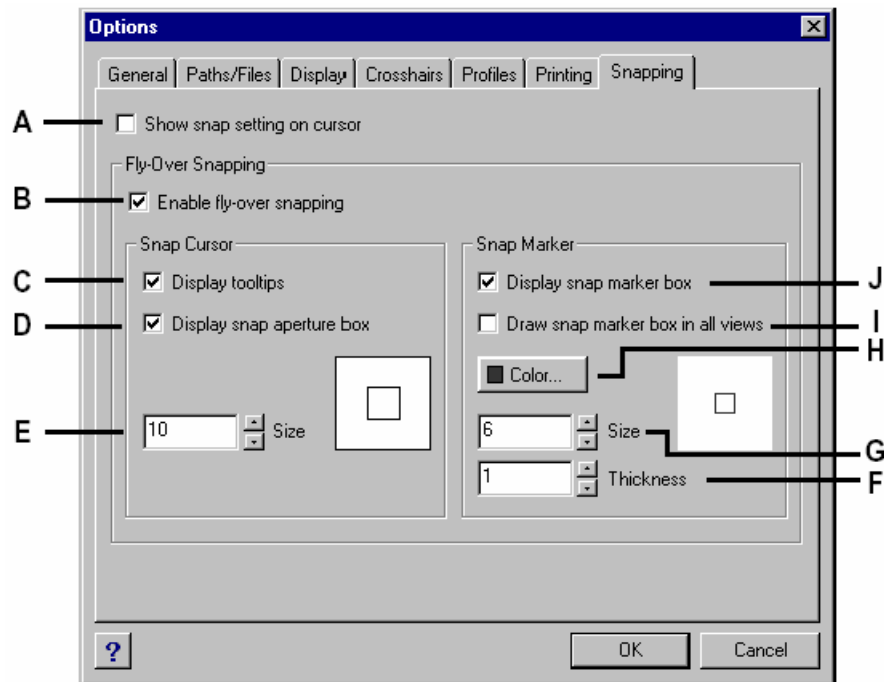 Options
General Paths/Files Display Crosshairs Profiles Printing Snapping
A Show snap setting on cursor
Fly-Over Snapping
B Enable fly-over snapping
Snap Cursor Snap Marker
C Display tooltips Display snap marker box J
D Display snap aperture box Draw snap marker box in all views I
Color... H
E 10 Size 6 Size G
1 Thickness F
? OK Cancel